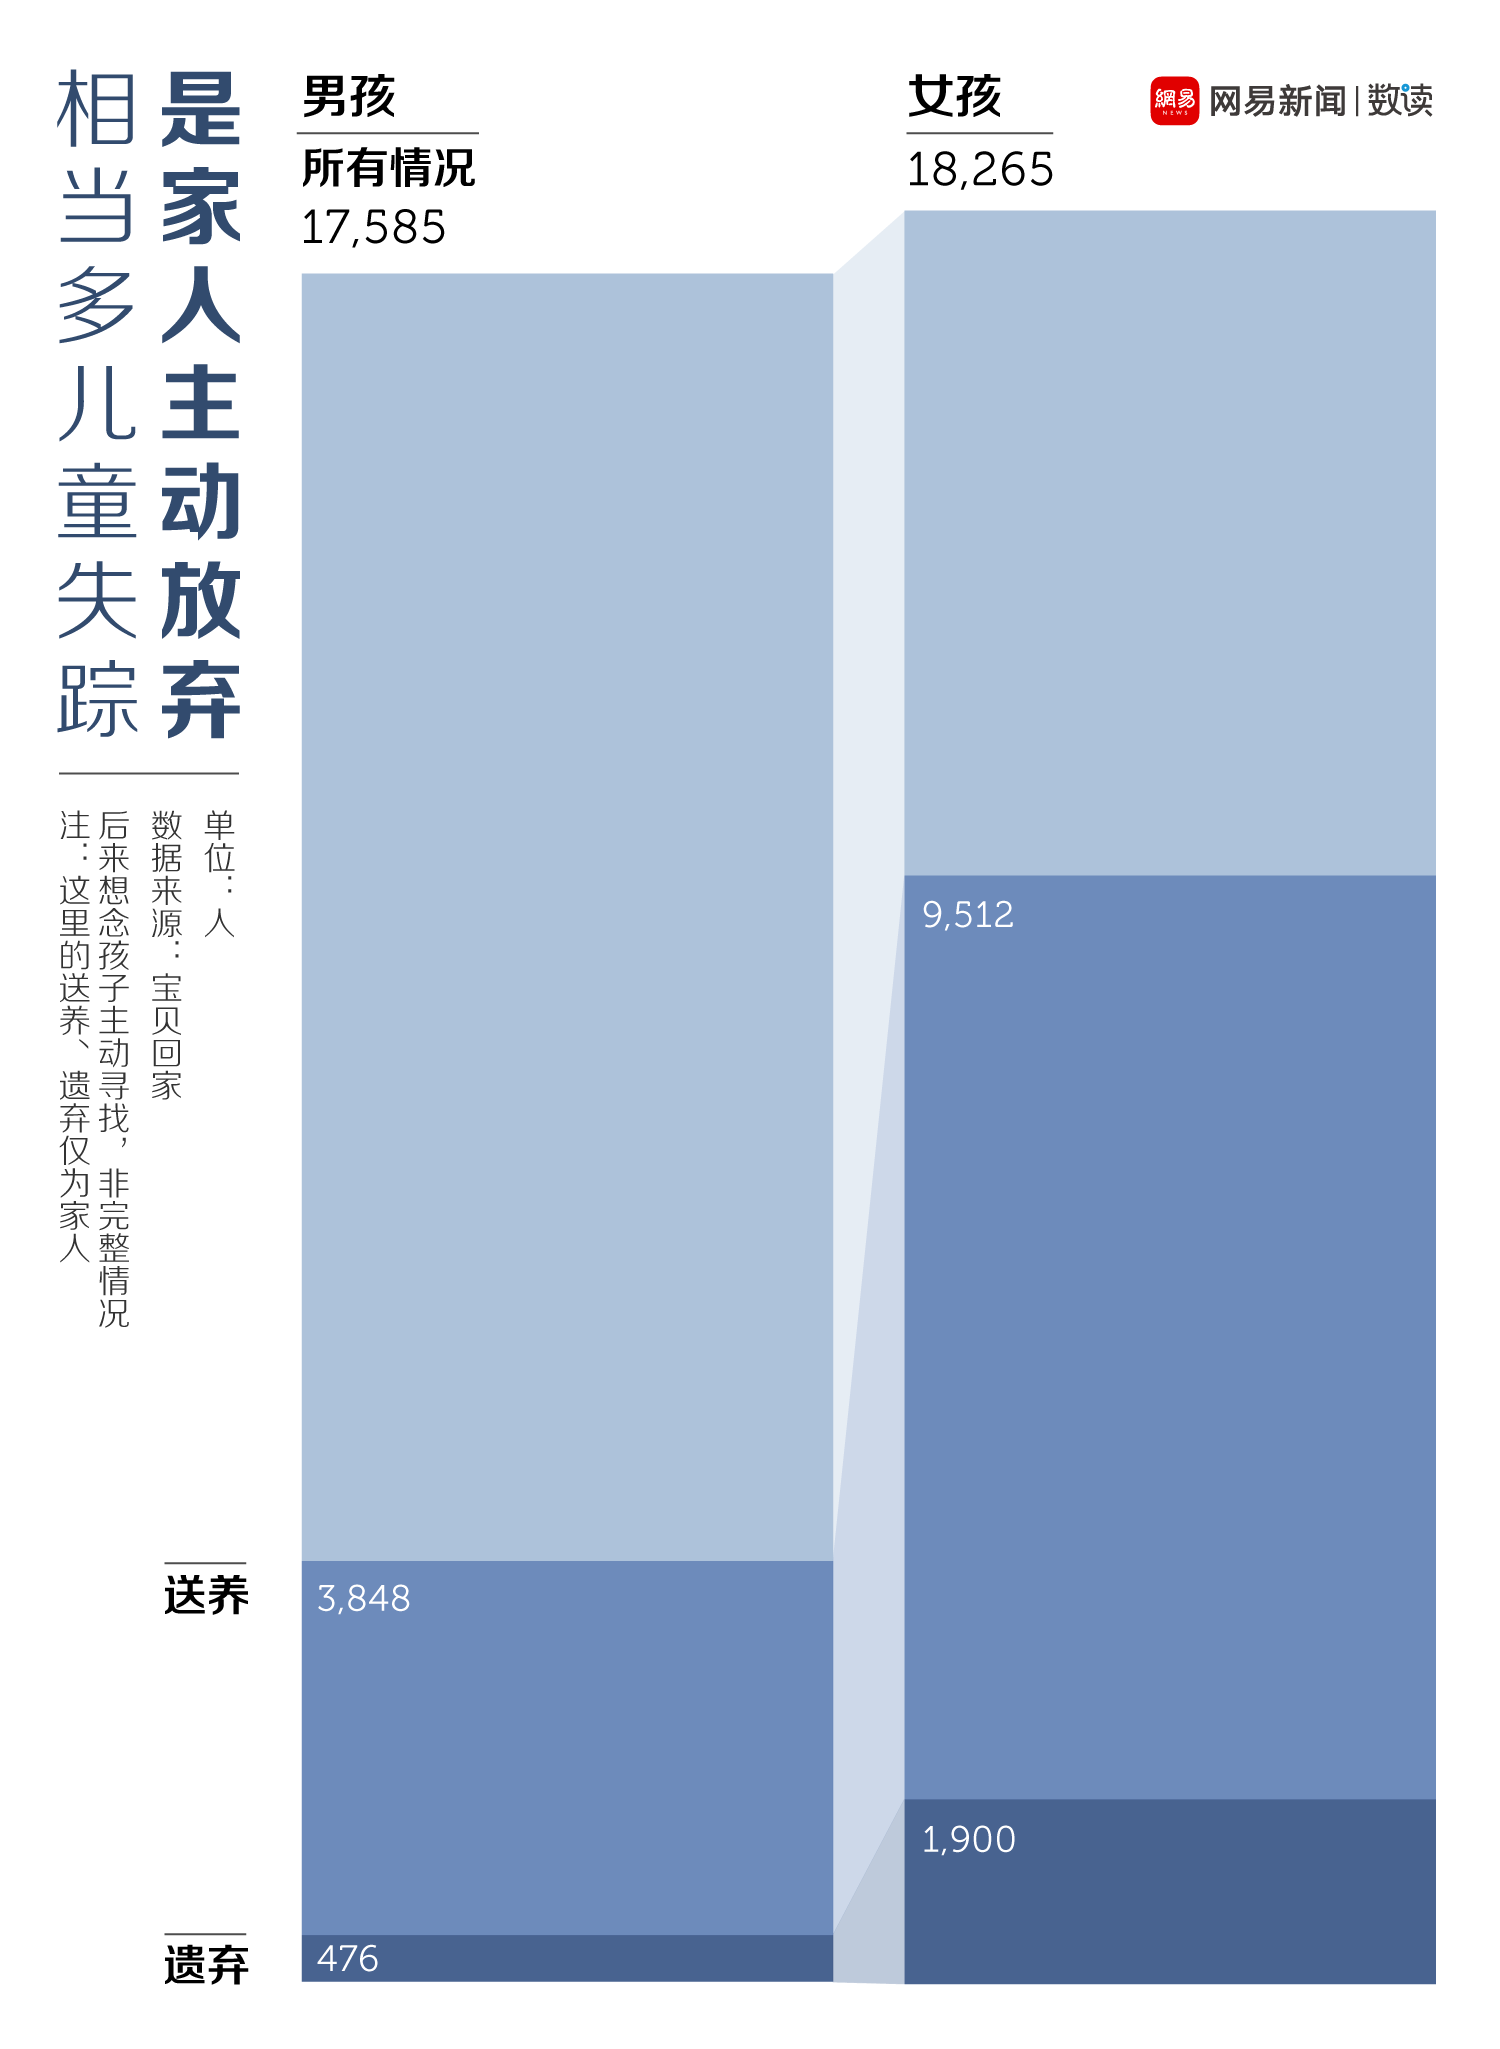 相当多儿童失踪
是家人主动放弃
单位：人
数据来源：宝贝回家
注：这里的送养、遗弃仅为家人
后来想念孩子主动寻找，非完整情况
男孩
所有情况
17,585
女孩
18,265
網易
NEWS
网易新闻 | 数读
9,512
送养
3,848
1,900
遗弃
476